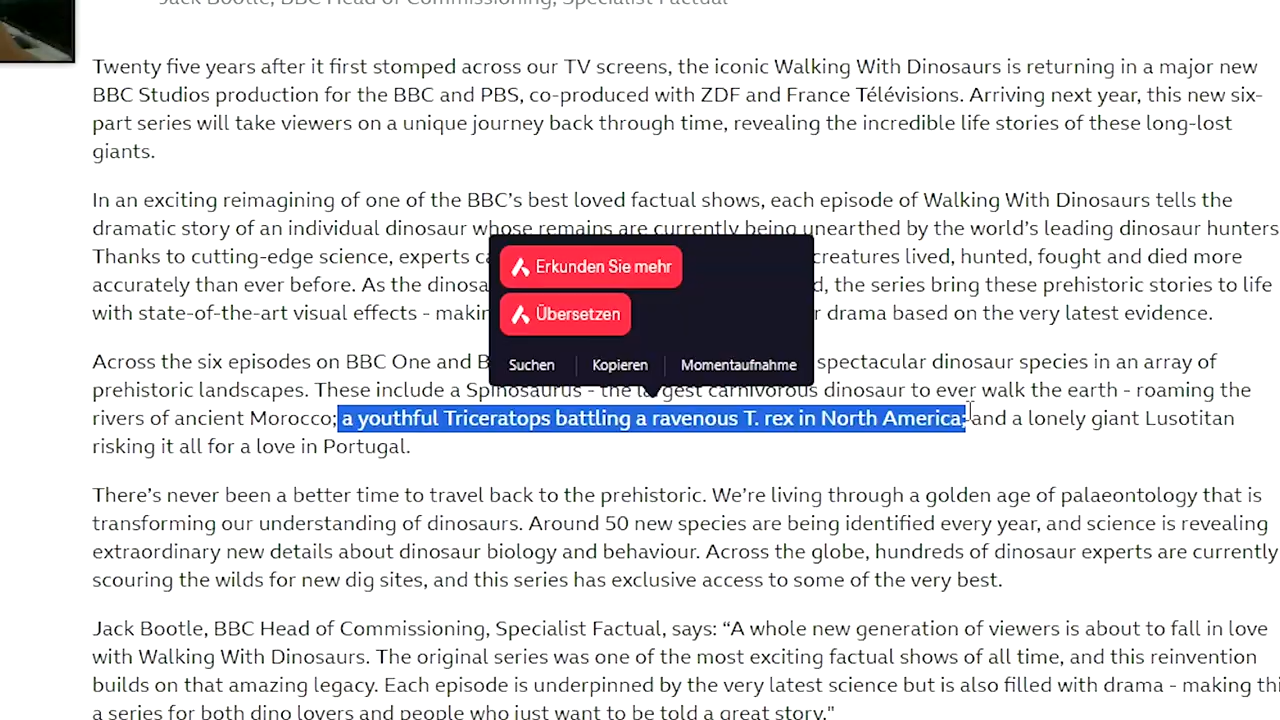 Jack Bootle, BBC Head of Commissioning, Specialist Factual
Twenty five years after it first stomped across our TV screens, the iconic Walking With Dinosaurs is returning in a major new
BBC Studios production for the BBC and PBS, co-produced with ZDF and France Télévisions. Arriving next year, this new six-
part series will take viewers on a unique journey back through time, revealing the incredible life stories of these long-lost
giants.
In an exciting reimagining of one of the BBC’s best loved factual shows, each episode of Walking With Dinosaurs tells the
dramatic story of an individual dinosaur whose remains are currently being unearthed by the world’s leading dinosaur hunters
Thanks to cutting-edge science, experts creatures lived, hunted, fought and died more
accurately than ever before. As the the series bring these prehistoric stories to life
with state-of-the-art visual effects - drama based on the very latest evidence.
Erkunden Sie mehr
Übersetzen
Suchen Kopieren Momentaufnahme
Across the six episodes on BBC One and spectacular dinosaur species in an array of
prehistoric landscapes. These include a Spinosaurus - the largest carnivorous dinosaur to ever walk the earth - roaming the
rivers of ancient Morocco; a youthful Triceratops battling a ravenous T. rex in North America; and a lonely giant Lusotitan
risking it all for a love in Portugal.
There’s never been a better time to travel back to the prehistoric. We’re living through a golden age of palaeontology that is
transforming our understanding of dinosaurs. Around 50 new species are being identified every year, and science is revealing
extraordinary new details about dinosaur biology and behaviour. Across the globe, hundreds of dinosaur experts are currently
scouring the wilds for new dig sites, and this series has exclusive access to some of the very best.
Jack Bootle, BBC Head of Commissioning, Specialist Factual, says: “A whole new generation of viewers is about to fall in love
with Walking With Dinosaurs. The original series was one of the most exciting factual shows of all time, and this reinvention
builds on that amazing legacy. Each episode is underpinned by the very latest science but is also filled with drama - making
a series for both dino lovers and people who just want to be told a great story."